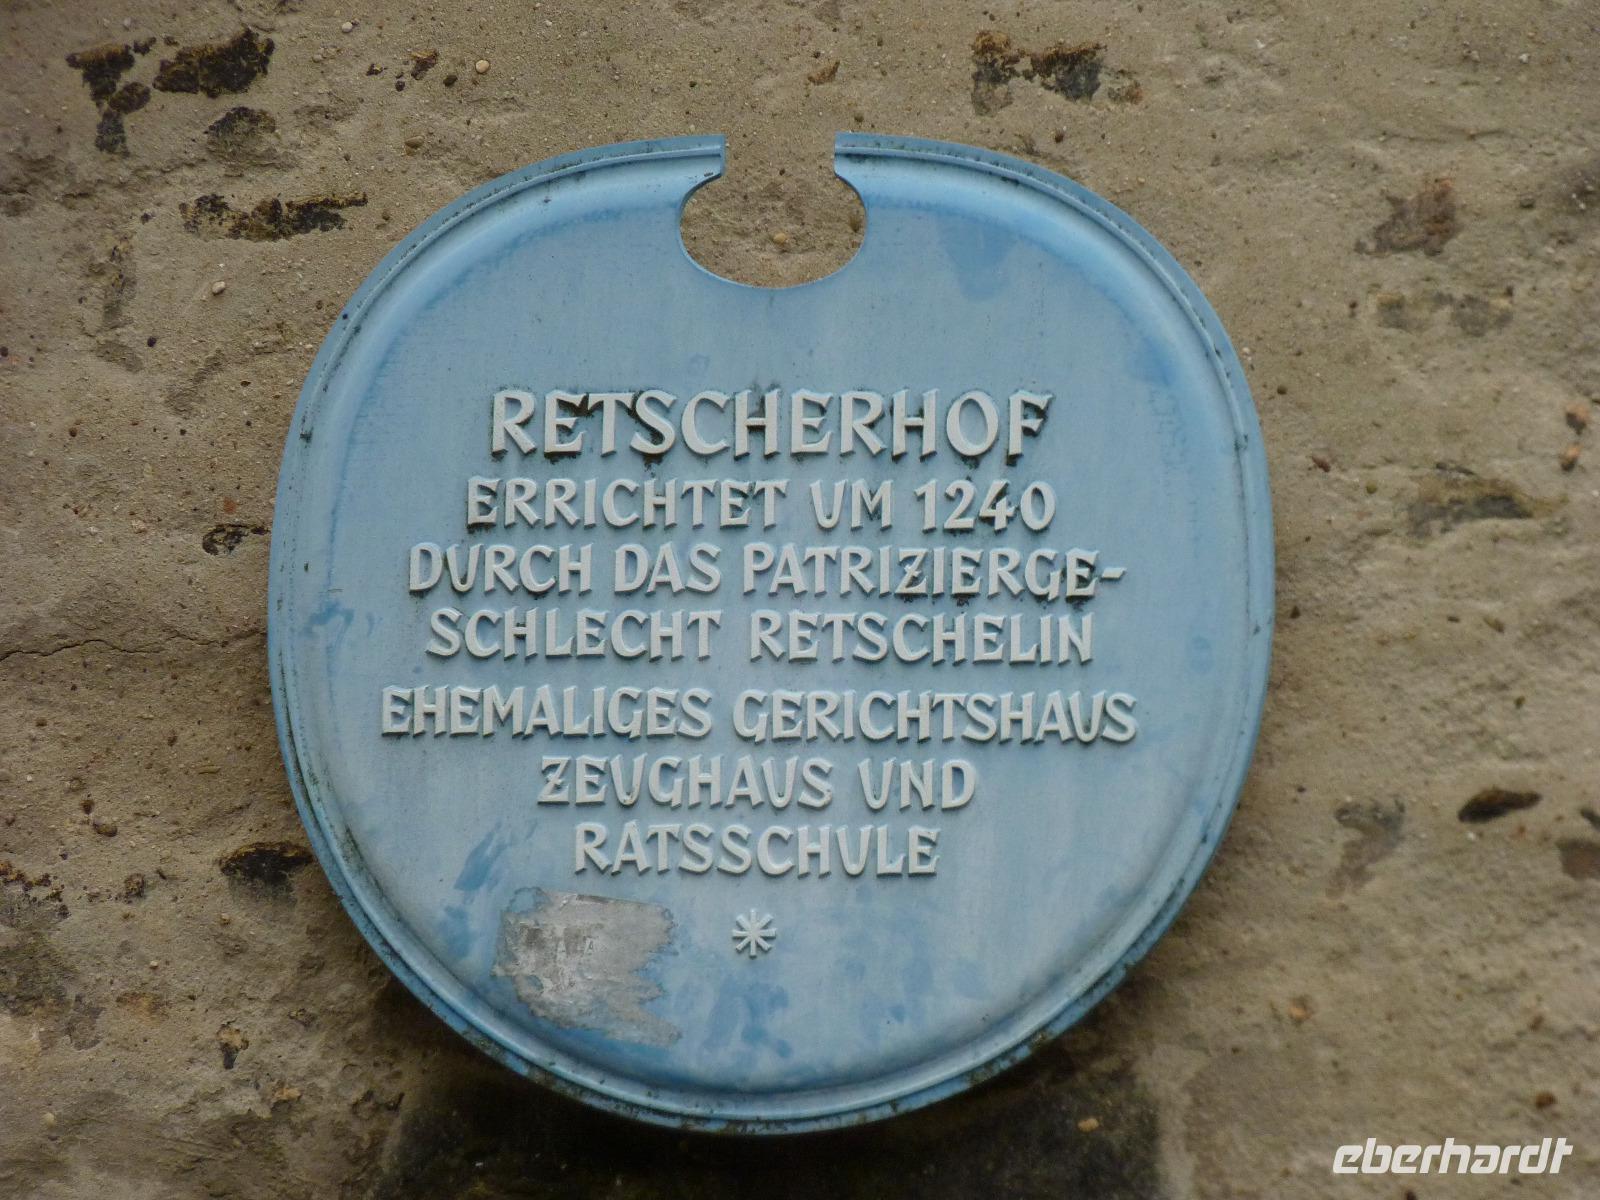 RETSCHERHOF
ERRICHTET UM 1240
DURCH DAS PATRIZIERGE-
SCHLECHT RETSCHELIN
EHEMALIGES GERICHTSHAUS
ZEUGHAUS UND
RATSSCHULE
eberhardt